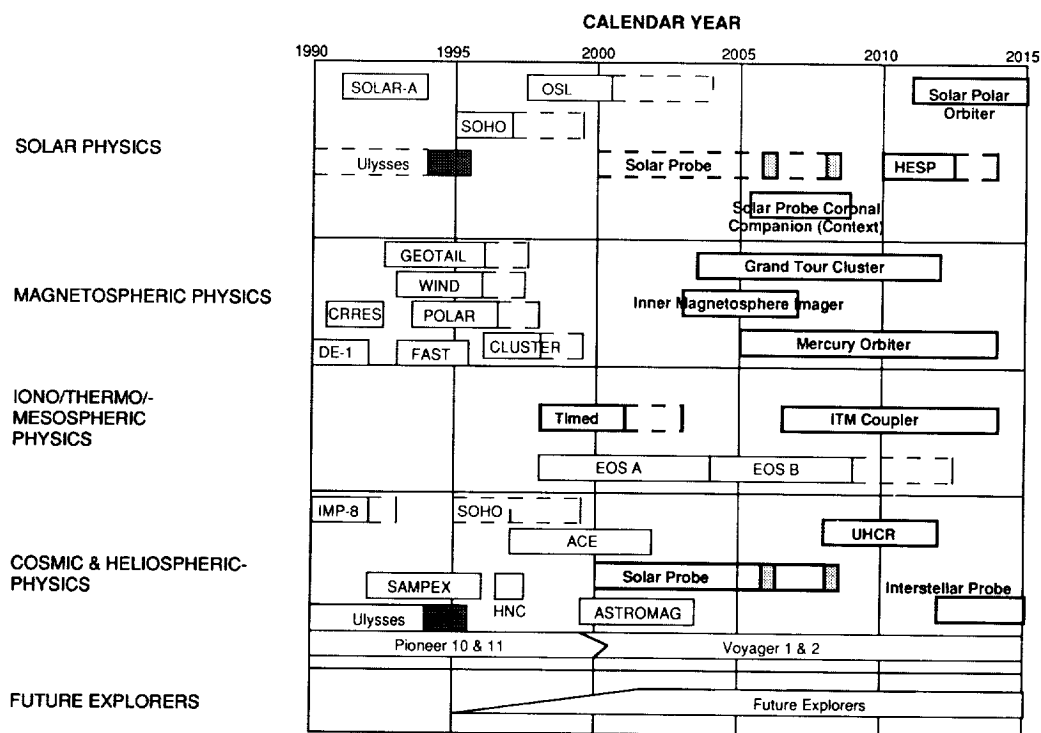 CALENDAR YEAR
1990 1995 2000 2005 2010 2015
SOLAR PHYSICS
SOLAR-A
OSL
Solar Polar
Orbiter
SOHO
Ulysses
Solar Probe
HESP
Solar Probe Coronal
Companion (Context)
MAGNETOSPHERIC PHYSICS
GEOTAIL
Grand Tour Cluster
WIND
Inner Magnetosphere Imager
CRRES
POLAR
DE-1
FAST
CLUSTER
Mercury Orbiter
IONO/THERMO/-
MESOSPHERIC
PHYSICS
Timed
ITM Coupler
EOS A
EOS B
COSMIC & HELIOSPHERIC-
PHYSICS
IMP-8
SOHO
ACE
UHCR
SAMPEX
HNC
Solar Probe
Interstellar Probe
Ulysses
ASTROMAG
Pioneer 10 & 11
Voyager 1 & 2
FUTURE EXPLORERS
Future Explorers